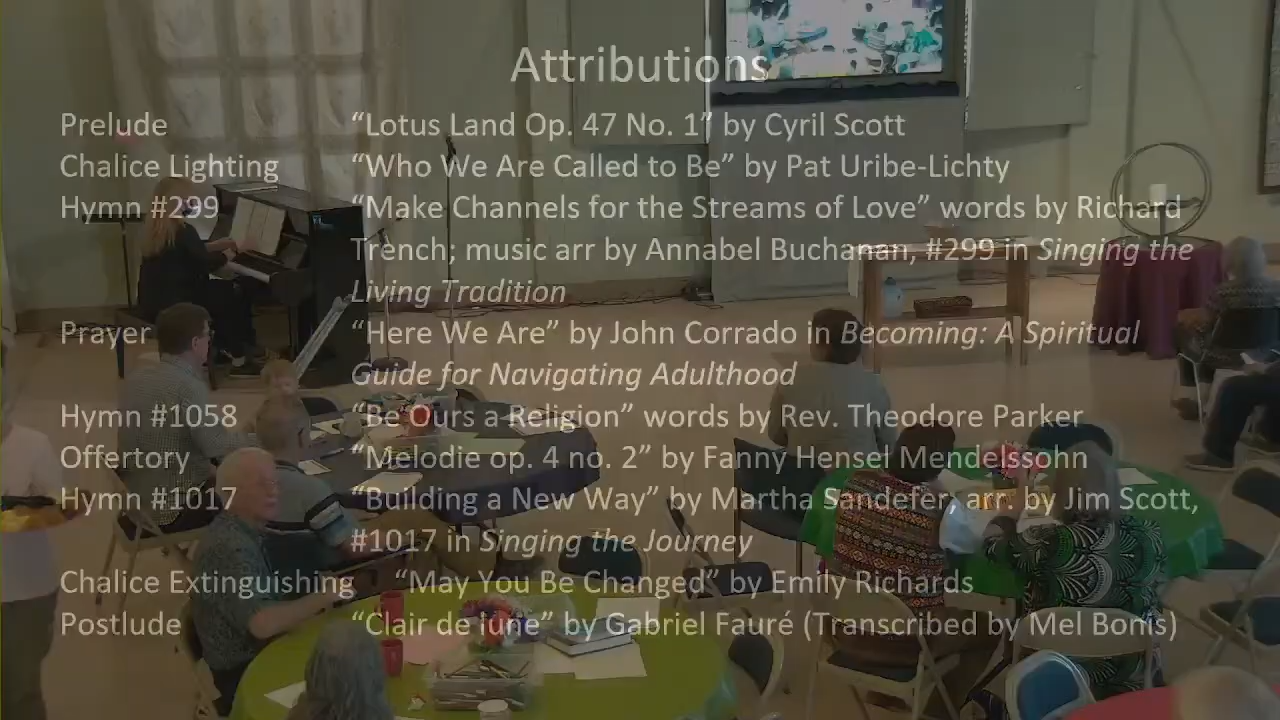 Attributions
Prelude “Lotus Land Op. 47 No. 1” by Cyril Scott
Chalice Lighting “Who We Are Called to Be” by Pat Uribe-Lichty
Hymn #299 “Make Channels for the Streams of Love” words by Richard
Trench; music arr by Annabel Buchanan, #299 in Singing the
Living Tradition
Prayer “Here We Are” by John Corrado in Becoming: A Spiritual
Guide for Navigating Adulthood
Hymn #1058 “Be Ours a Religion” words by Rev. Theodore Parker
Offertory “Melodie op. 4 no. 2” by Fanny Hensel Mendelssohn
Hymn #1017 “Building a New Way” by Martha Sandefer, arr. by Jim Scott,
#1017 in Singing the Journey
Chalice Extinguishing “May You Be Changed” by Emily Richards
Postlude “Clair de lune” by Gabriel Fauré (Transcribed by Mel Bonis)